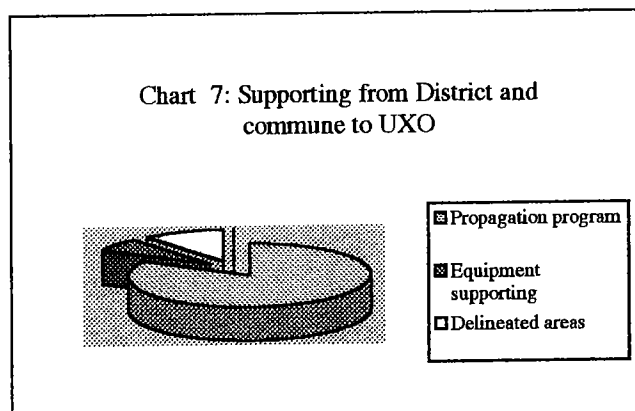 Chart 7: Supporting from District and
commune to UXO
Propagation program
Equipment
supporting
Delineated areas